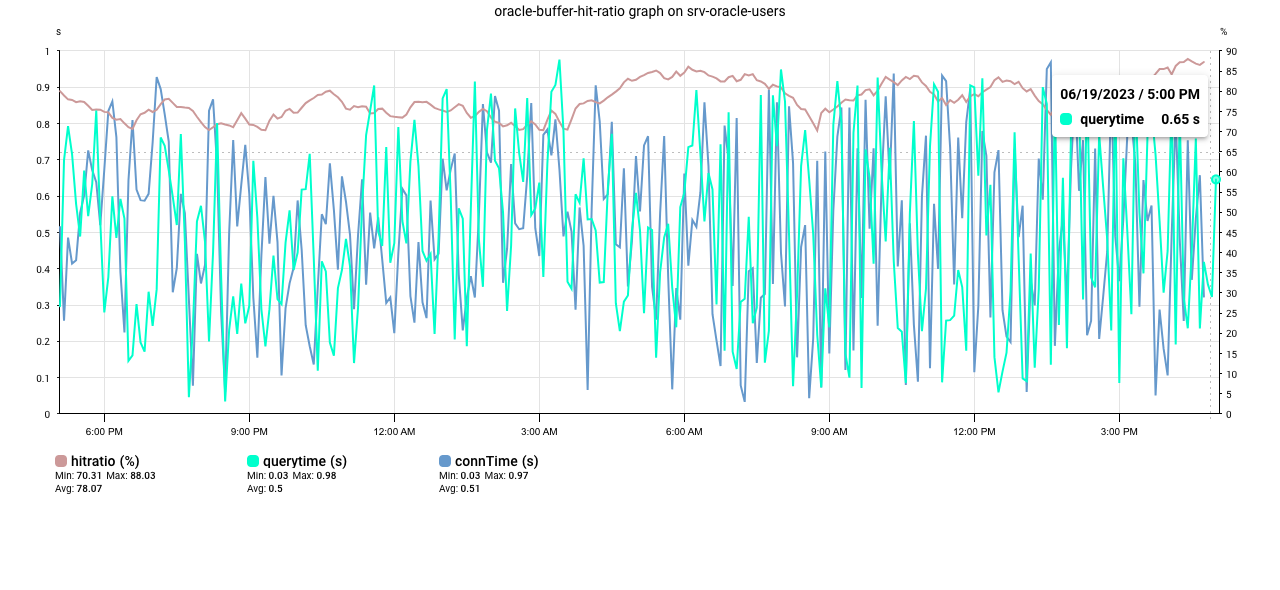 oracle-buffer-hit-ratio graph on srv-oracle-users
s %
1 90
85
0.9 80
75
0.8 70
0.7 65
60
0.6 55
0.5 50
45
0.4 40
35
0.3 30
25
0.2 20
15
0.1 10
5
0 0
06/19/2023 / 5:00 PM
querytime 0.65 s
6:00 PM 9:00 PM 12:00 AM 3:00 AM 6:00 AM 9:00 AM 12:00 PM 3:00 PM
hitratio (%) querytime (s) connTime (s)
Min: 70.31 Max: 88.03 Min: 0.03 Max: 0.98 Min: 0.03 Max: 0.97
Avg: 78.07 Avg: 0.5 Avg: 0.51